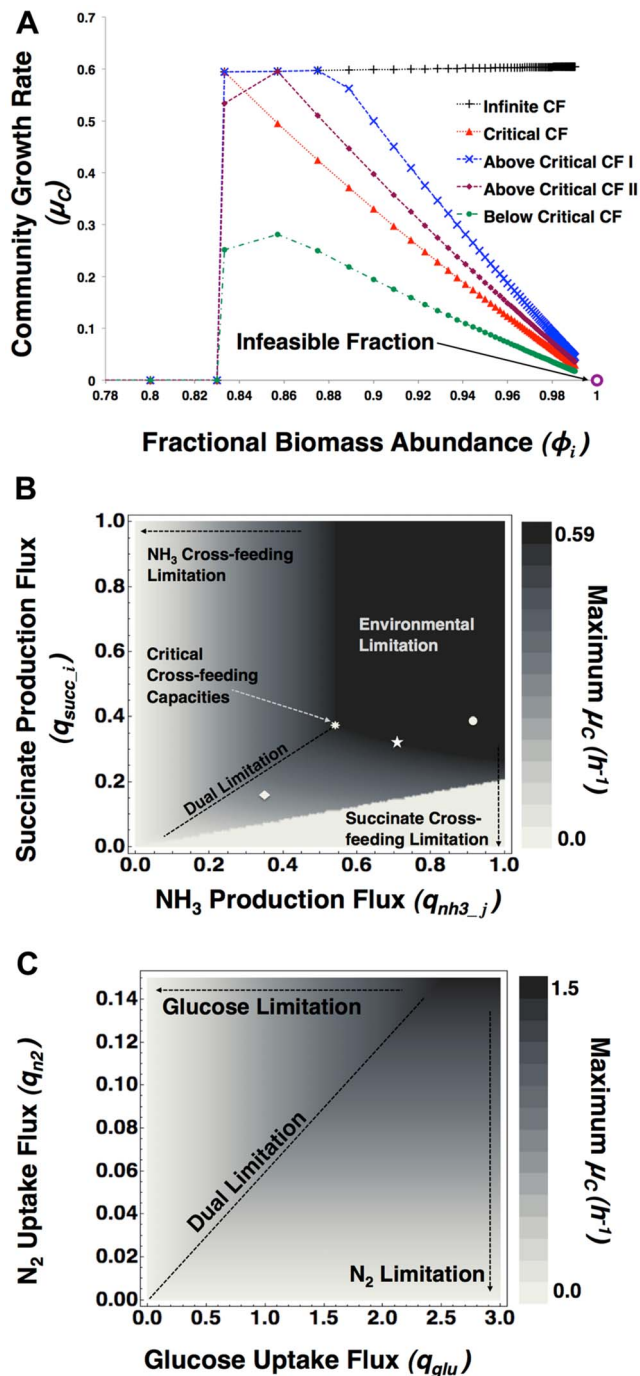 A
0.7
0.6
0.5
0.4
0.3
0.2
0.1
0
0.78
0.8
0.82
0.84
0.86
0.88
0.9
0.92
0.94
0.96
0.98
1
Community Growth Rate
(μC)
Infinite CF
Critical CF
Above Critical CF I
Above Critical CF II
Below Critical CF
Infeasible Fraction
Fractional Biomass Abundance (ϕi)
B
1.0
0.8
0.6
0.4
0.2
0.0
Succinate Production Flux
(qsucc_i)
NH3 Cross-feeding
Limitation
Environmental
Limitation
Critical
Cross-feeding
Capacities
Dual Limitation
Succinate Cross-
feeding Limitation
0.0
0.2
0.4
0.6
0.8
1.0
NH3 Production Flux (qnh3_j)
0.59
0.0
Maximum μC (h-1)
C
0.14
0.12
0.10
0.08
0.06
0.04
0.02
0.00
N2 Uptake Flux (qn2)
Glucose Limitation
Dual Limitation
N2 Limitation
0.0
0.5
1.0
1.5
2.0
2.5
3.0
Glucose Uptake Flux (qglu)
1.5
0.0
Maximum μC (h-1)